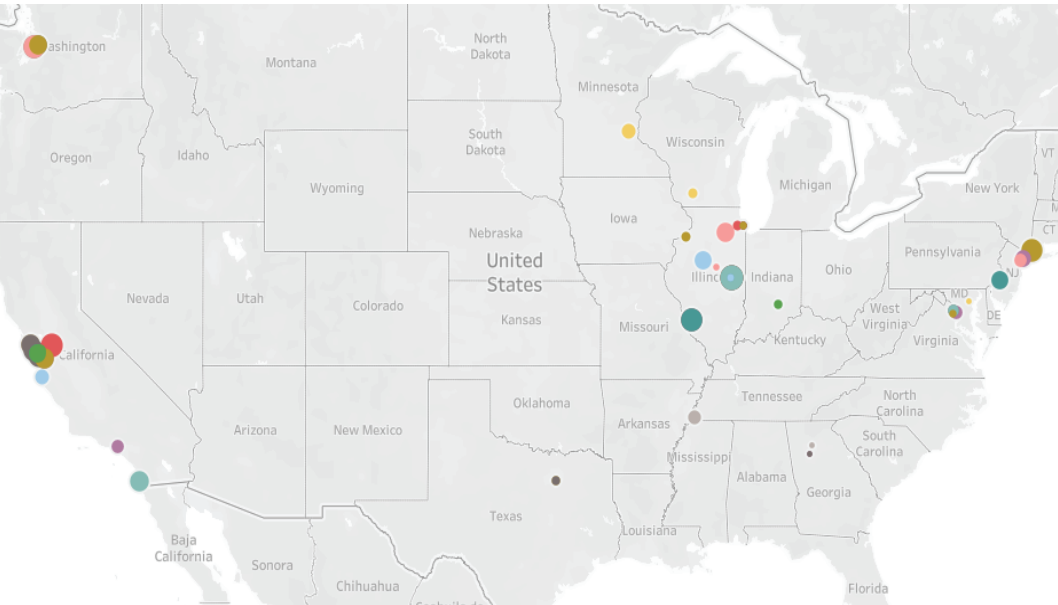 ashington
North
Dakota
Montana
Minnesota
South
Dakota
Oregon
Idaho
Wisconsin
VT
Wyoming
Michigan
New York
Iowa
CT
Nebraska
Pennsylvania
United
States
Ohio
Nevada
Utah
Colorado
Illinc
Indiana
NJ
Kansas
Missouri
West
Virginia
MD
DE
Kentucky
Virginia
California
Tennessee
North
Carolina
Oklahoma
Arkansas
Arizona
New Mexico
South
Carolina
Mississippi
Alabama
Georgia
Texas
Louisiana
Baja
California
Sonora
Chihuahua
Florida